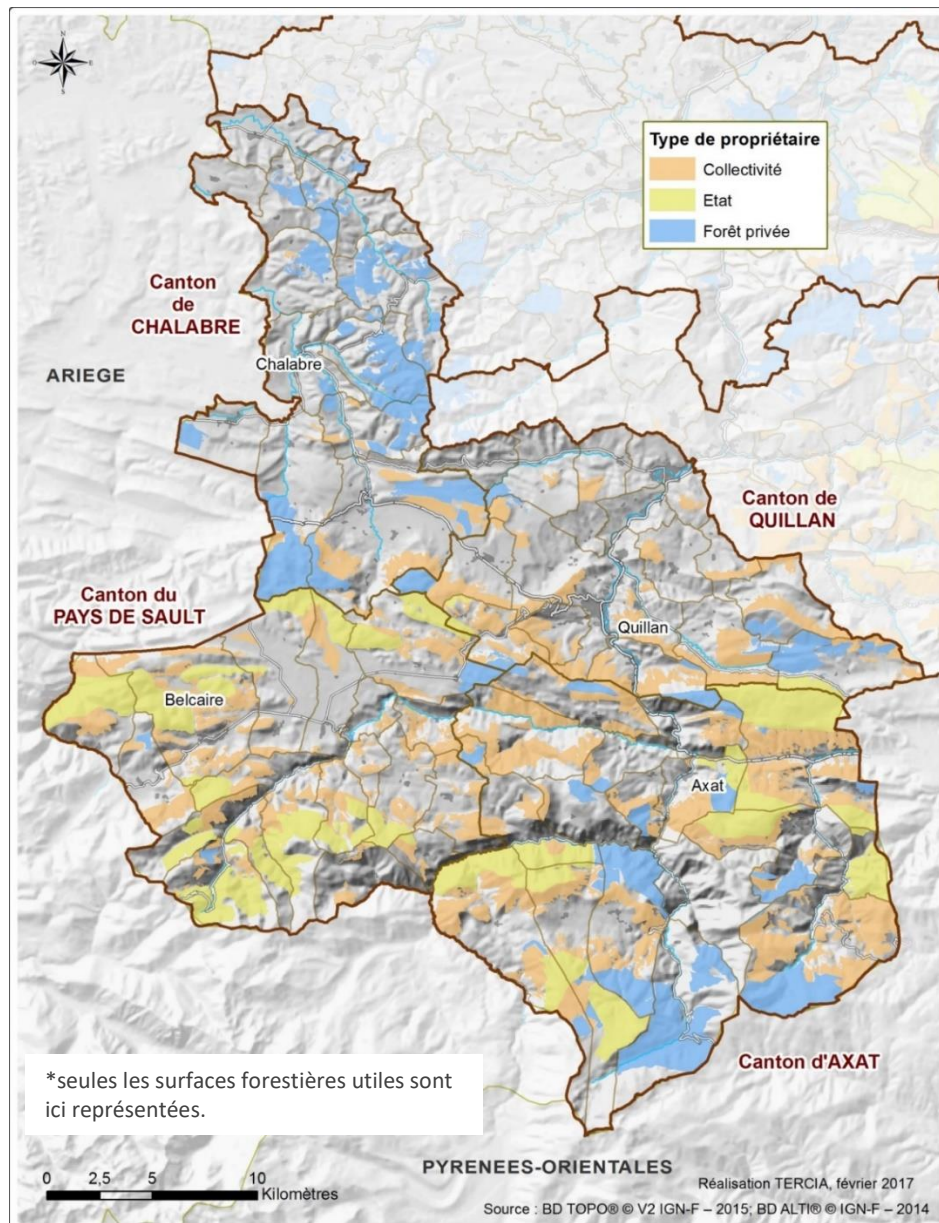 N
O
E
S
Type de propriétaire
Collectivité
Etat
Forêt privée
Canton
de
CHALABRE
Chalabre
ARIEGE
Canton de
QUILLAN
Canton du
PAYS DE SAULT
Quillan
Belcaire
Axat
*seules les surfaces forestières utiles sont
ici représentées.
Canton d'AXAT
PYRENEES-ORIENTALES
0 2,5 5 10
Kilomètres
Réalisation TERCIA, février 2017
Source : BD TOPO® © V2 IGN-F – 2015; BD ALTI® © IGN-F – 2014